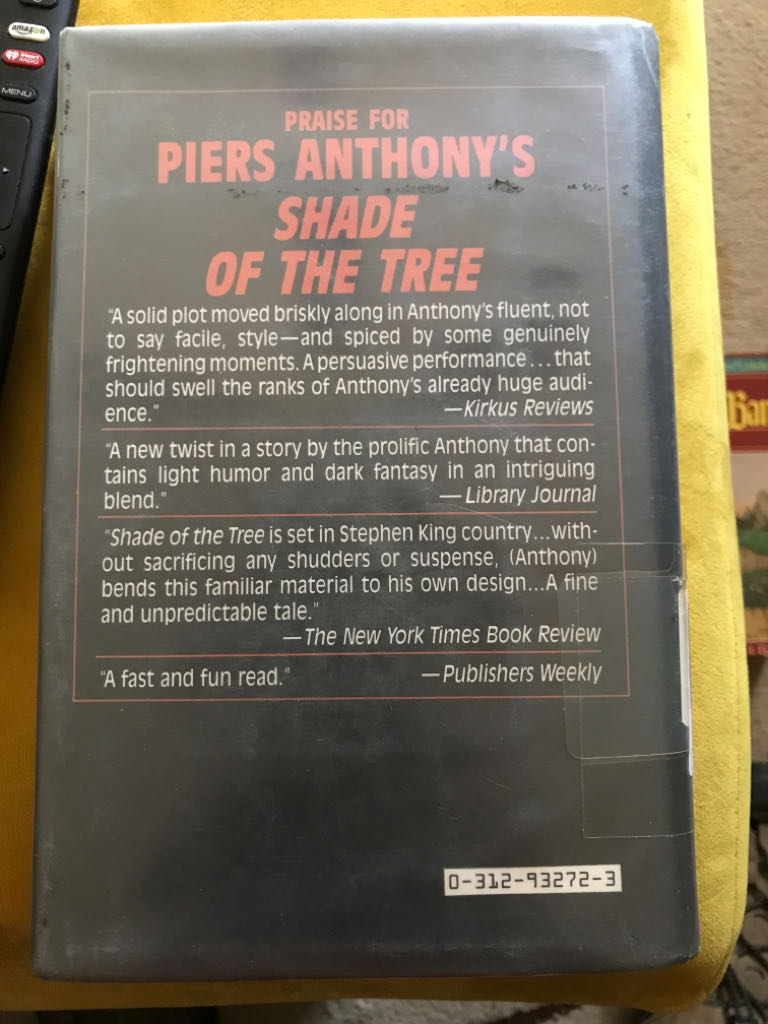 amazon
iHeart
RADIO
MENU
PRAISE FOR
PIERS ANTHONY'S
SHADE
OF THE TREE
"A solid plot moved briskly along in Anthony's fluent, not
to say facile, style—and spiced by some genuinely
frightening moments. A persuasive performance...that
should swell the ranks of Anthony's already huge audi-
ence." —Kirkus Reviews
"A new twist in a story by the prolific Anthony that con-
tains light humor and dark fantasy in an intriguing
blend." —Library Journal
"Shade of the Tree is set in Stephen King country...with-
out sacrificing any shudders or suspense, (Anthony)
bends this familiar material to his own design...A fine
and unpredictable tale."
—The New York Times Book Review
"A fast and fun read." —Publishers Weekly
0-312-93272-3